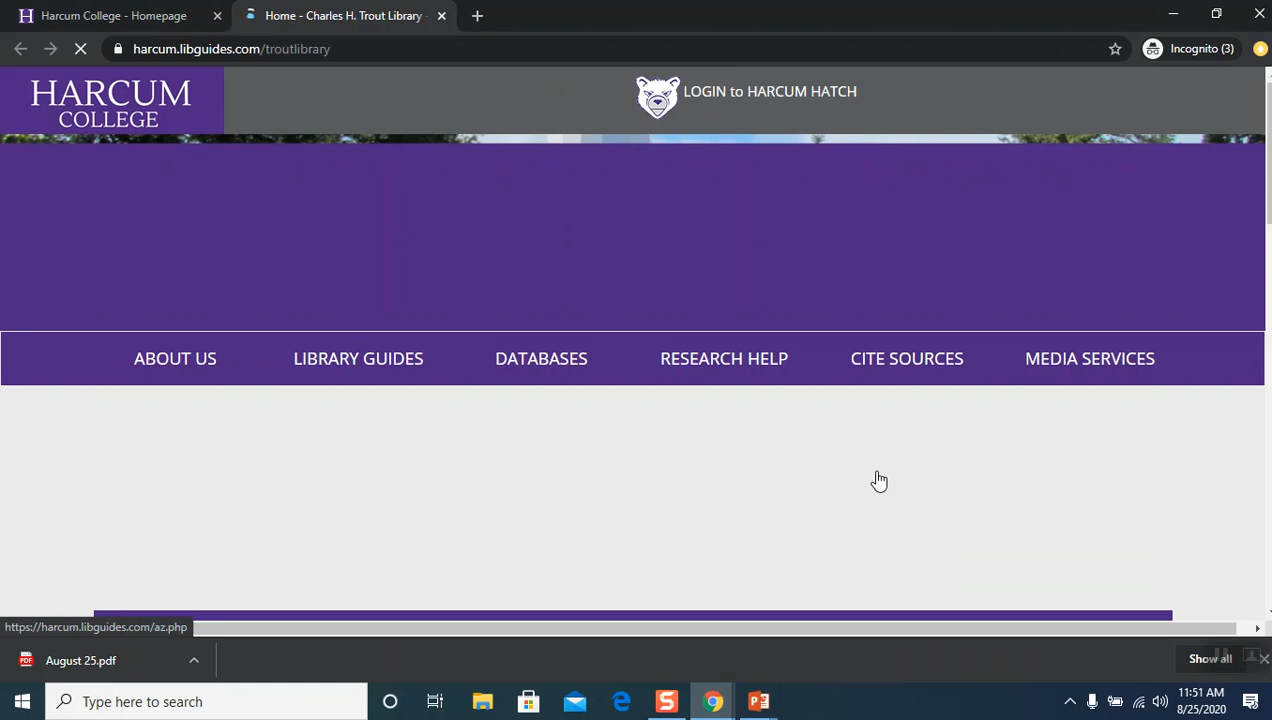 Harcum College - Homepage
Home - Charles H. Trout Library -
harcum.libguides.com/troutlibrary
Incognito (3)
HARCUM
COLLEGE
LOGIN to HARCUM HATCH
ABOUT US
LIBRARY GUIDES
DATABASES
RESEARCH HELP
CITE SOURCES
MEDIA SERVICES
https://harcum.libguides.com/az.php
August 25.pdf
Show all
Type here to search
11:51 AM
8/25/2020